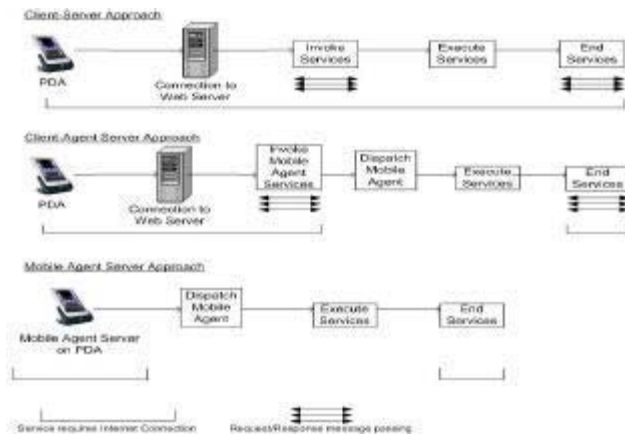 Client-Server Approach
PDA
Connection to
Web Server
Invoke
Services
Execute
Services
End
Services
Client-Agent Server Approach
PDA
Connection to
Web Server
Invoke
Mobile
Agent
Services
Dispatch
Mobile
Agent
Execute
Services
End
Services
Mobile Agent Server Approach
Mobile Agent Server
on PDA
Dispatch
Mobile
Agent
Execute
Services
End
Services
Service requires Internet Connection
Request/Response message passing